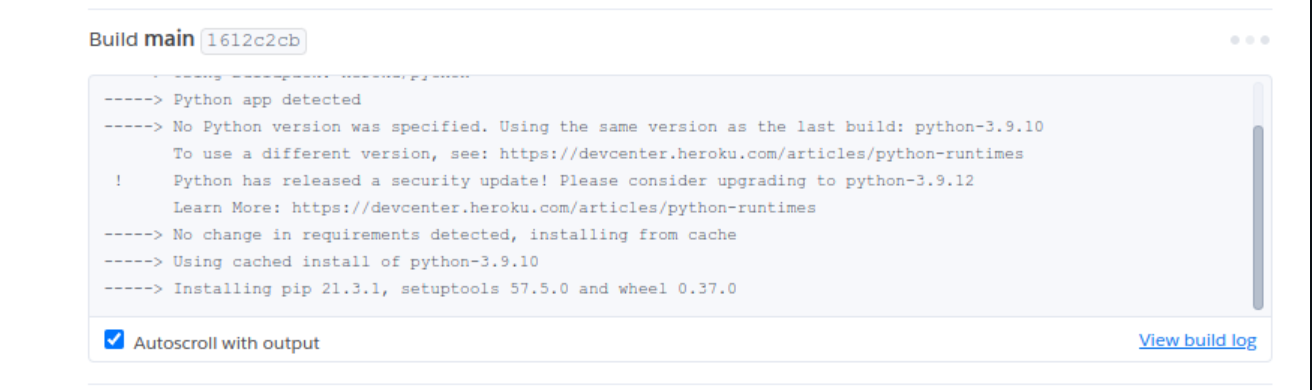 Build main 1612c2cb
-----> Python app detected
-----> No Python version was specified. Using the same version as the last build: python-3.9.10
To use a different version, see: https://devcenter.heroku.com/articles/python-runtimes
! Python has released a security update! Please consider upgrading to python-3.9.12
Learn More: https://devcenter.heroku.com/articles/python-runtimes
-----> No change in requirements detected, installing from cache
-----> Using cached install of python-3.9.10
-----> Installing pip 21.3.1, setuptools 57.5.0 and wheel 0.37.0
Autoscroll with output
View build log